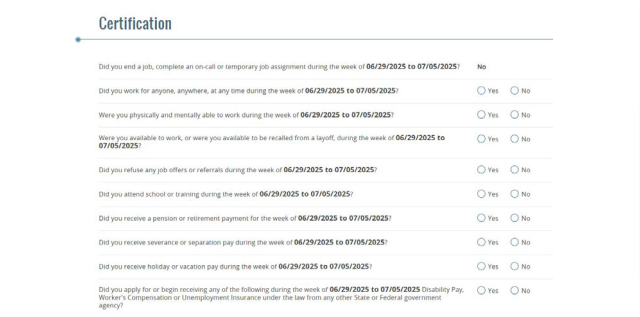 Certification
Did you end a job, complete an on-call or temporary job assignment during the week of 06/29/2025 to 07/05/2025? No
Did you work for anyone, anywhere, at any time during the week of 06/29/2025 to 07/05/2025? Yes No
Were you physically and mentally able to work during the week of 06/29/2025 to 07/05/2025? Yes No
Were you available to work, or were you available to be recalled from a layoff, during the week of 06/29/2025 to Yes No
07/05/2025?
Did you refuse any job offers or referrals during the week of 06/29/2025 to 07/05/2025? Yes No
Did you attend school or training during the week of 06/29/2025 to 07/05/2025? Yes No
Did you receive a pension or retirement payment for the week of 06/29/2025 to 07/05/2025? Yes No
Did you receive severance or separation pay during the week of 06/29/2025 to 07/05/2025? Yes No
Did you receive holiday or vacation pay during the week of 06/29/2025 to 07/05/2025? Yes No
Did you apply for or begin receiving any of the following during the week of 06/29/2025 to 07/05/2025 Disability Pay, Yes No
Worker's Compensation or Unemployment Insurance under the law from any other State or Federal government
agency?